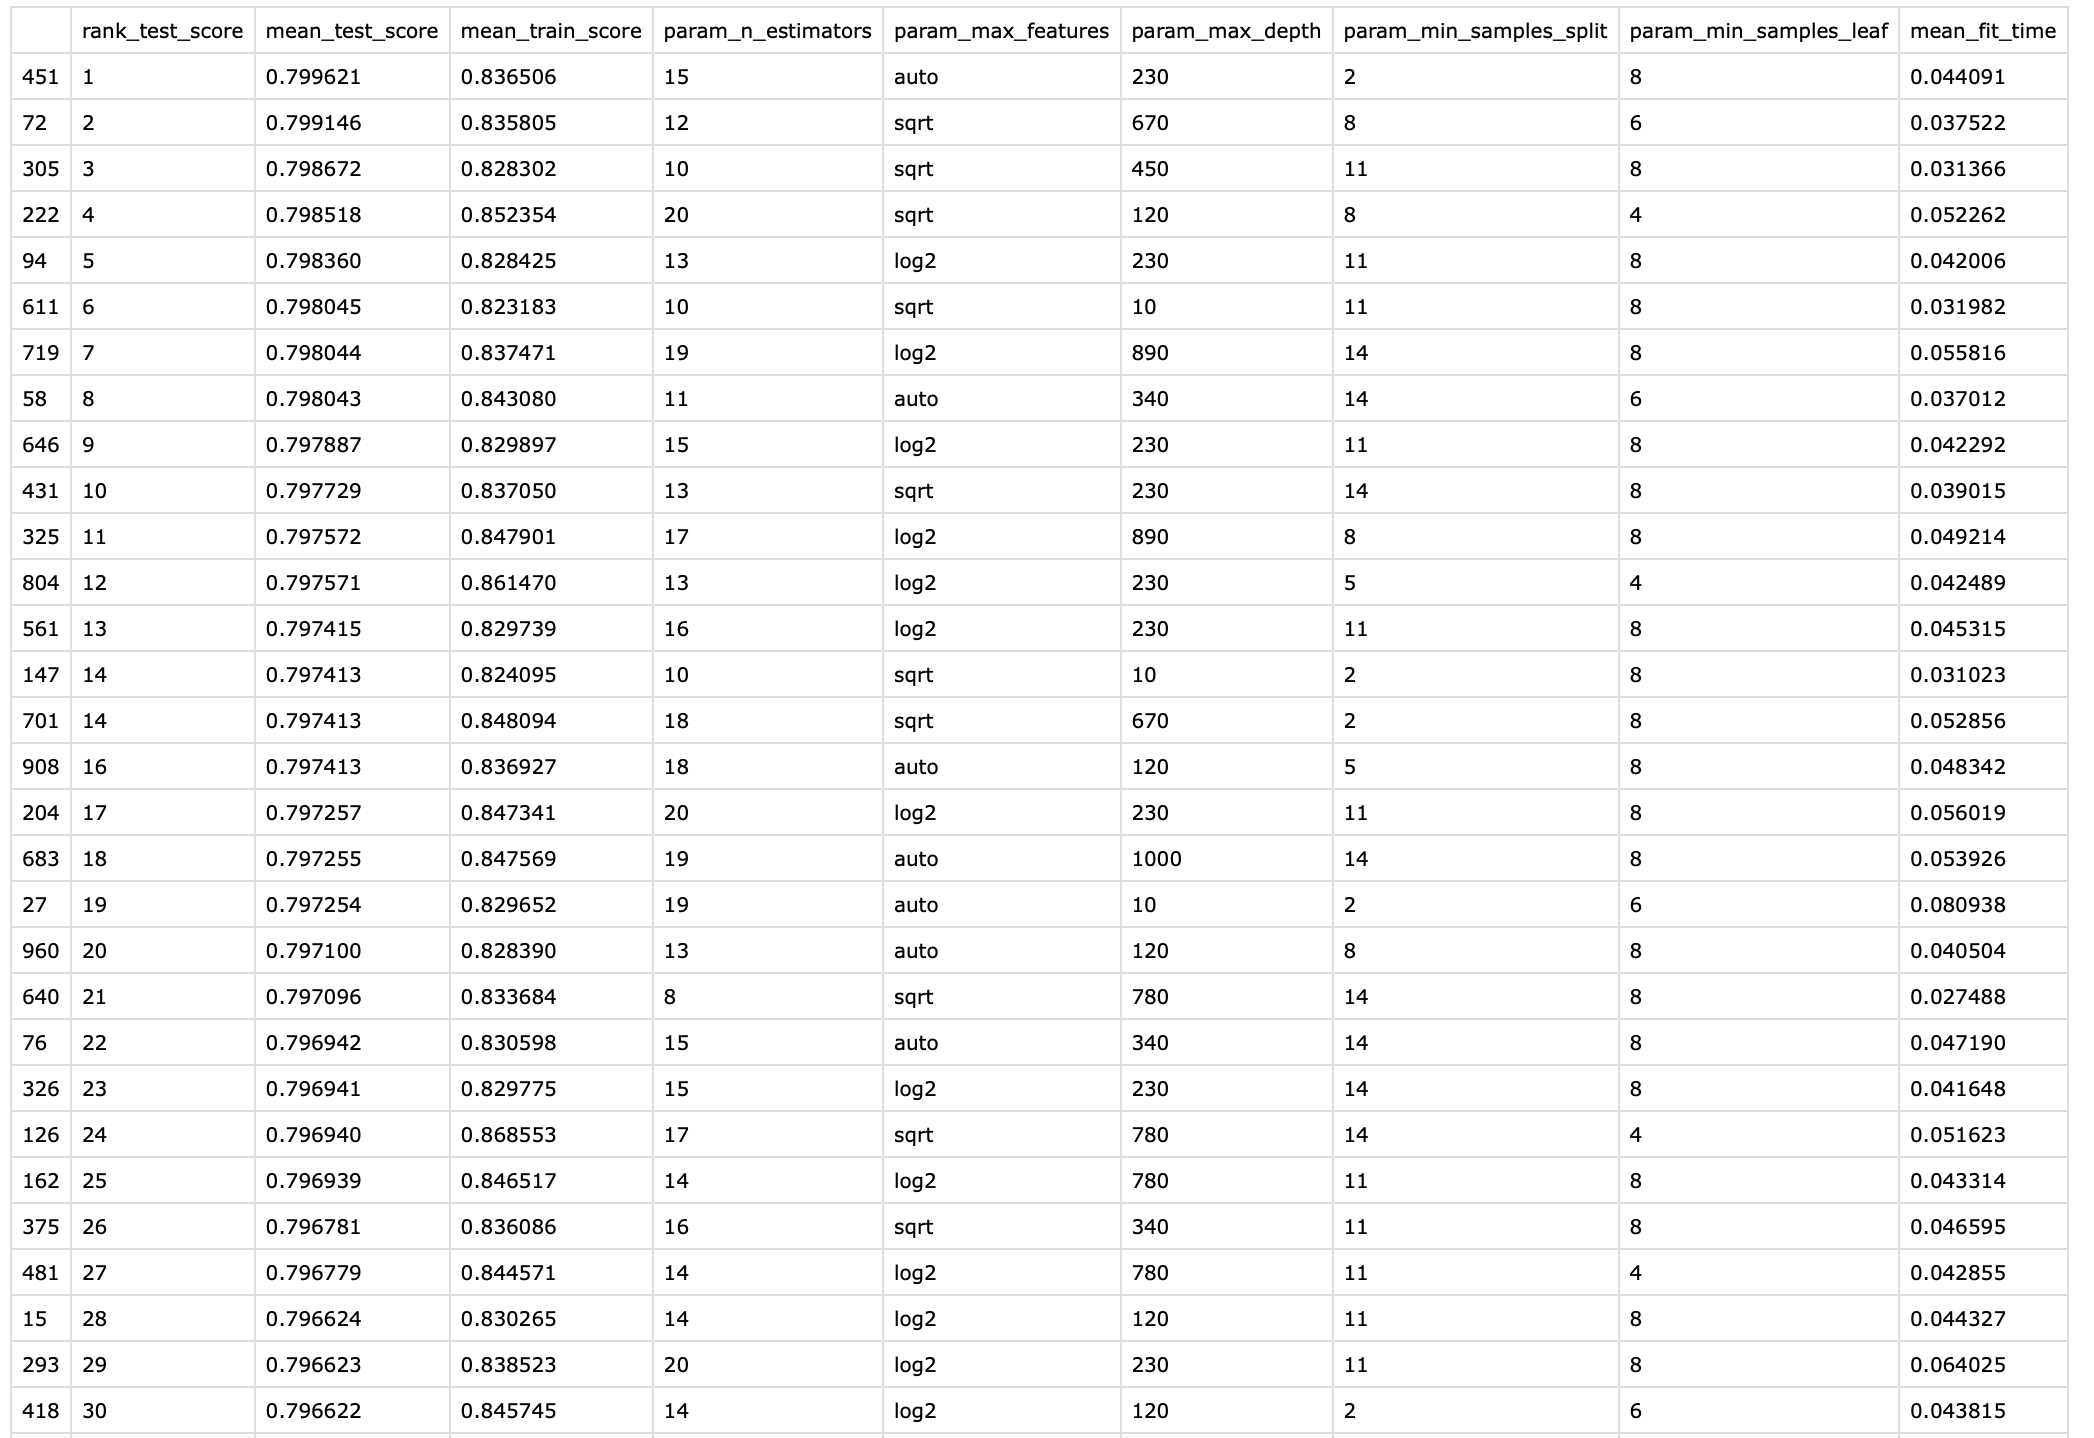 rank_test_score mean_test_score mean_train_score param_n_estimators param_max_features param_max_depth param_min_samples_split param_min_samples_leaf mean_fit_time
451 1 0.799621 0.836506 15 auto 230 2 8 0.044091
72 2 0.799146 0.835805 12 sqrt 670 8 6 0.037522
305 3 0.798672 0.828302 10 sqrt 450 11 8 0.031366
222 4 0.798518 0.852354 20 sqrt 120 8 4 0.052262
94 5 0.798360 0.828425 13 log2 230 11 8 0.042006
611 6 0.798045 0.823183 10 sqrt 10 11 8 0.031982
719 7 0.798044 0.837471 19 log2 890 14 8 0.055816
58 8 0.798043 0.843080 11 auto 340 14 6 0.037012
646 9 0.797887 0.829897 15 log2 230 11 8 0.042292
431 10 0.797729 0.837050 13 sqrt 230 14 8 0.039015
325 11 0.797572 0.847901 17 log2 890 8 8 0.049214
804 12 0.797571 0.861470 13 log2 230 5 4 0.042489
561 13 0.797415 0.829739 16 log2 230 11 8 0.045315
147 14 0.797413 0.824095 10 sqrt 10 2 8 0.031023
701 14 0.797413 0.848094 18 sqrt 670 2 8 0.052856
908 16 0.797413 0.836927 18 auto 120 5 8 0.048342
204 17 0.797257 0.847341 20 log2 230 11 8 0.056019
683 18 0.797255 0.847569 19 auto 1000 14 8 0.053926
27 19 0.797254 0.829652 19 auto 10 2 6 0.080938
960 20 0.797100 0.828390 13 auto 120 8 8 0.040504
640 21 0.797096 0.833684 8 sqrt 780 14 8 0.027488
76 22 0.796942 0.830598 15 auto 340 14 8 0.047190
326 23 0.796941 0.829775 15 log2 230 14 8 0.041648
126 24 0.796940 0.868553 17 sqrt 780 14 4 0.051623
162 25 0.796939 0.846517 14 log2 780 11 8 0.043314
375 26 0.796781 0.836086 16 sqrt 340 11 8 0.046595
481 27 0.796779 0.844571 14 log2 780 11 4 0.042855
15 28 0.796624 0.830265 14 log2 120 11 8 0.044327
293 29 0.796623 0.838523 20 log2 230 11 8 0.064025
418 30 0.796622 0.845745 14 log2 120 2 6 0.043815